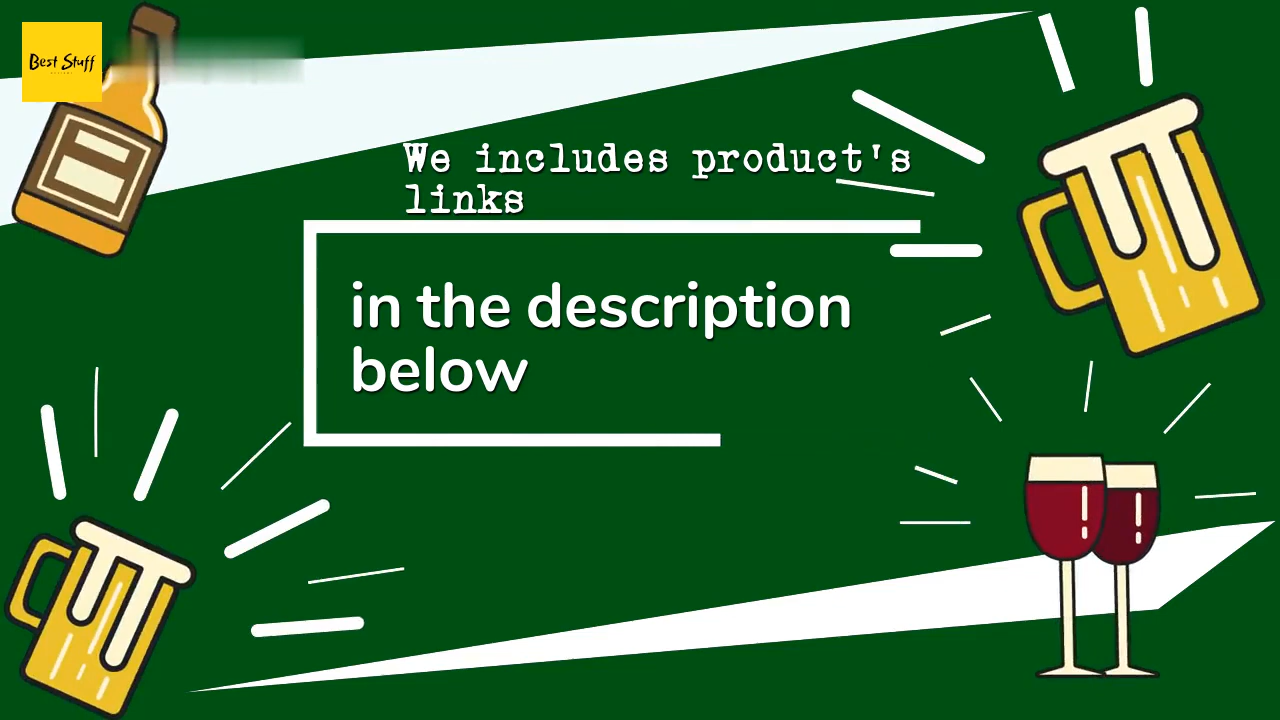 Best Stuff
We includes product's
links
in the description
below